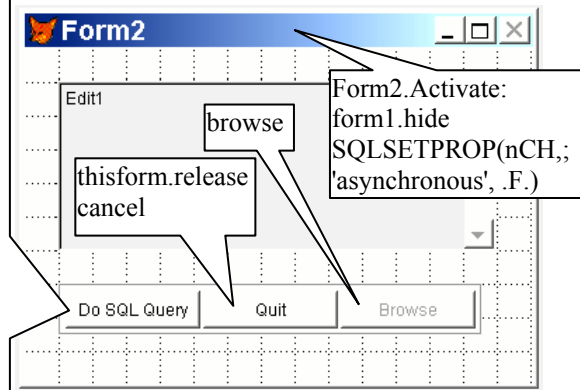 Form2
Form2.Activate:
form1.hide
SQLSETPROP(nCH,;
'asynchronous', .F.)
Edit1
browse
thisform.release
cancel
Do SQL Query
Quit
Browse